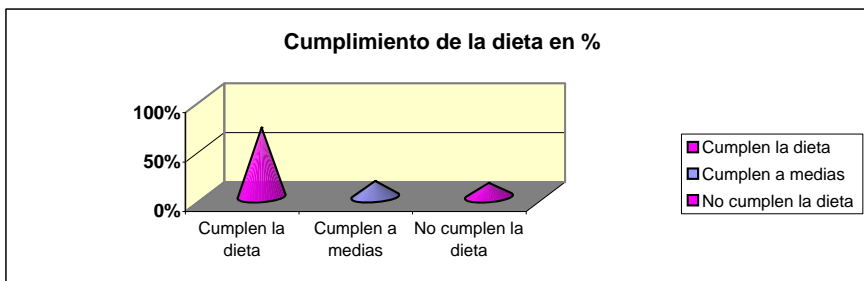 Cumplimiento de la dieta en %
100%
50%
0%
Cumplen la
dieta
Cumplen a
medias
No cumplen la
dieta
Cumplen la dieta
Cumplen a medias
No cumplen la dieta